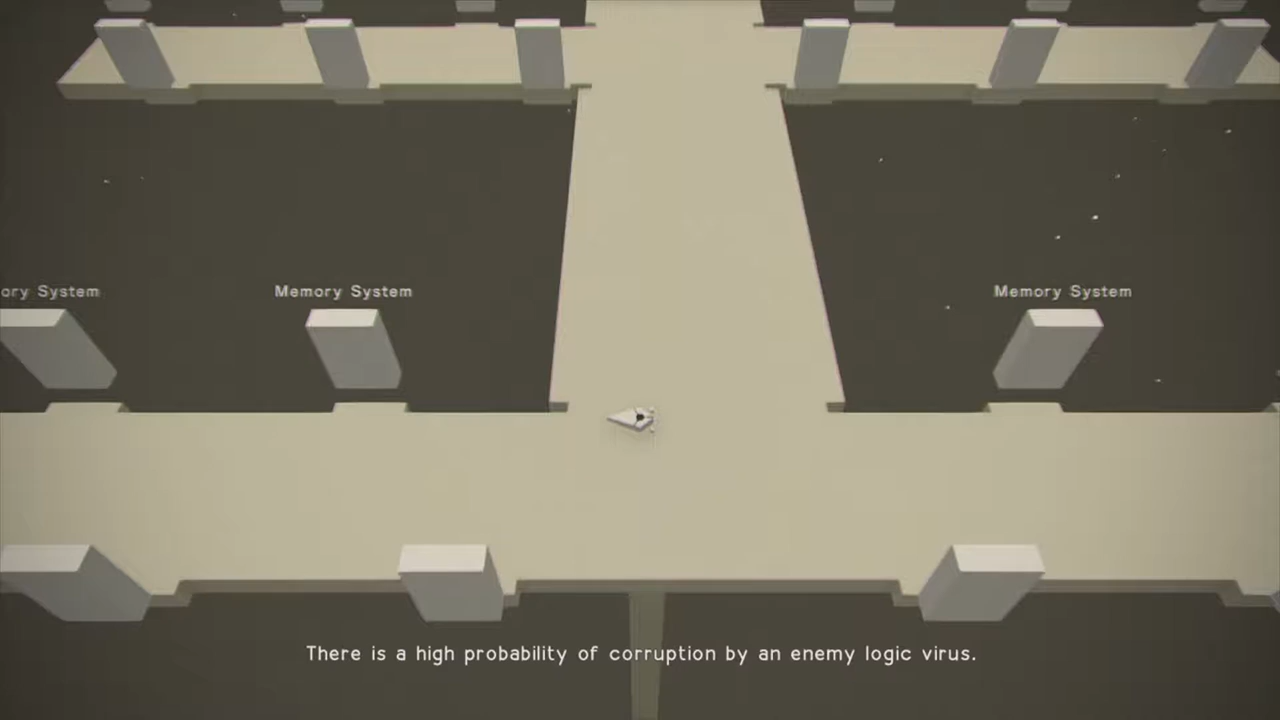 ory System
Memory System
Memory System
There is a high probability of corruption by an enemy logic virus.